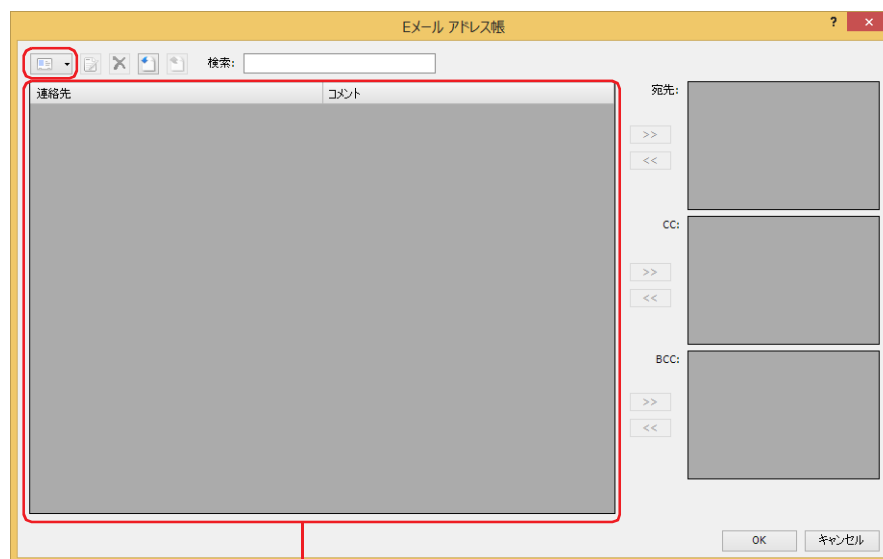 Eメール アドレス帳
?
×
検索:
連絡先 コメント
宛先:
>>
<<
CC:
>>
<<
BCC:
>>
<<
OK キャンセル